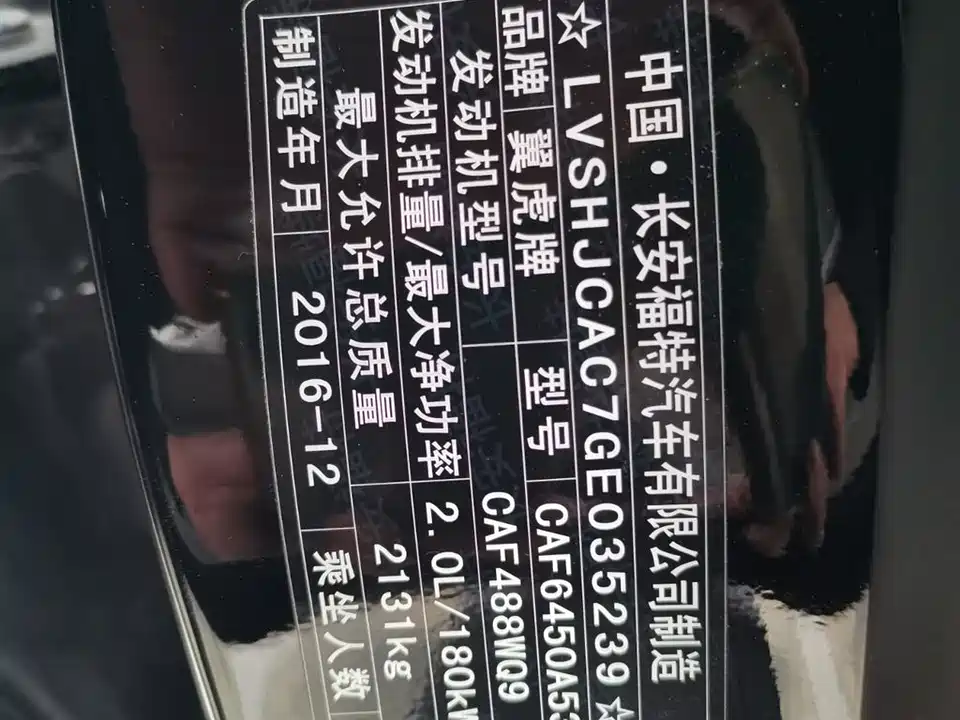 中国·长安福特汽车有限公司制造
☆LVSHJCAC7GE035239☆
品牌 翼虎牌 型号 CAF6450A53
发动机型号 CAF488WQ9
发动机排量/最大净功率 2.0L/180kW
最大允许总质量 2131kg
制造年月 2016-12 乘坐人数